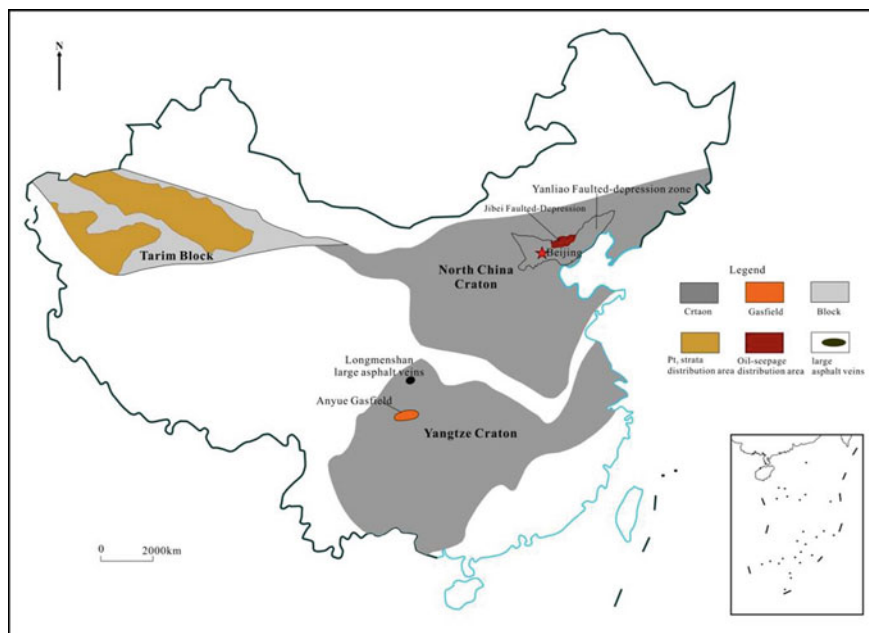 N
Yanliao Faulted-depression zone
Jibei Faulted-Depression
Beijing
Tarim Block
North China
Craton
Legend
Crtaon
Gasfield
Block
Pt, strata
distribution area
Oil-seepage
distribution area
large
asphalt veins
Longmenshan
large asphalt veins
Anyue Gasfield
Yangtze Craton
0 2000km